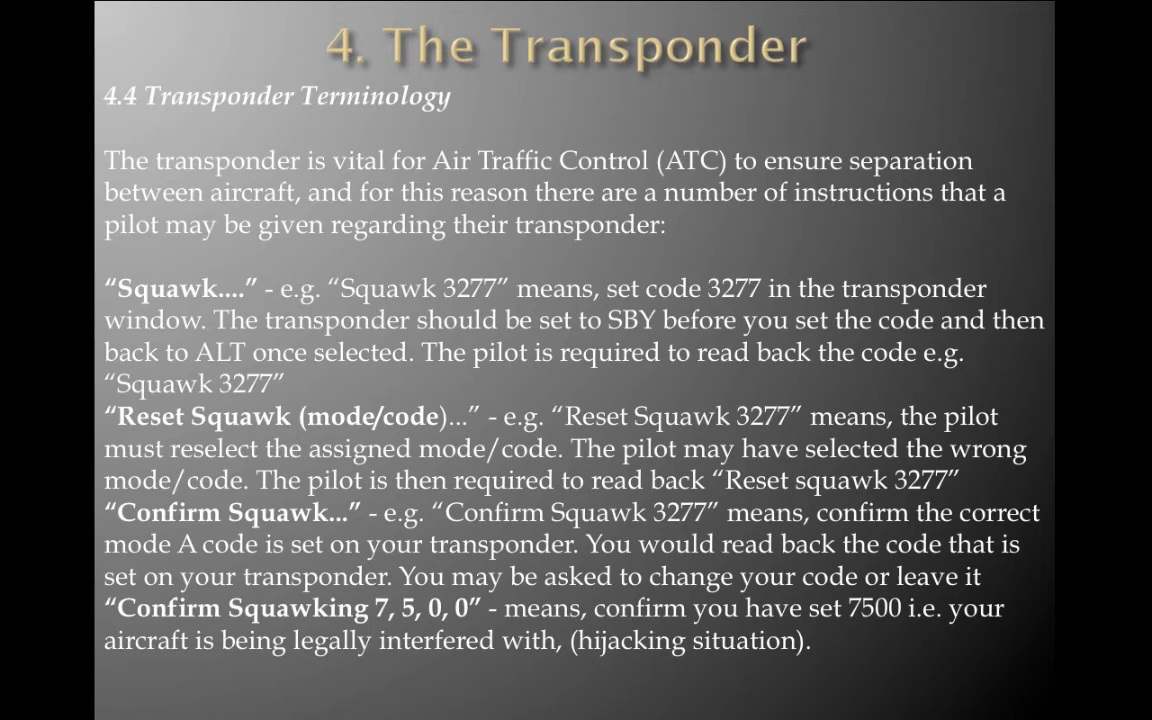 4. The Transponder
4.4 Transponder Terminology
The transponder is vital for Air Traffic Control (ATC) to ensure separation
between aircraft, and for this reason there are a number of instructions that a
pilot may be given regarding their transponder:
“Squawk....” - e.g. “Squawk 3277” means, set code 3277 in the transponder
window. The transponder should be set to SBY before you set the code and then
back to ALT once selected. The pilot is required to read back the code e.g.
“Squawk 3277”
“Reset Squawk (mode/code)...” - e.g. “Reset Squawk 3277” means, the pilot
must reselect the assigned mode/code. The pilot may have selected the wrong
mode/code. The pilot is then required to read back “Reset squawk 3277”
“Confirm Squawk...” - e.g. “Confirm Squawk 3277” means, confirm the correct
mode A code is set on your transponder. You would read back the code that is
set on your transponder. You may be asked to change your code or leave it
“Confirm Squawking 7, 5, 0, 0” - means, confirm you have set 7500 i.e. your
aircraft is being legally interfered with, (hijacking situation).